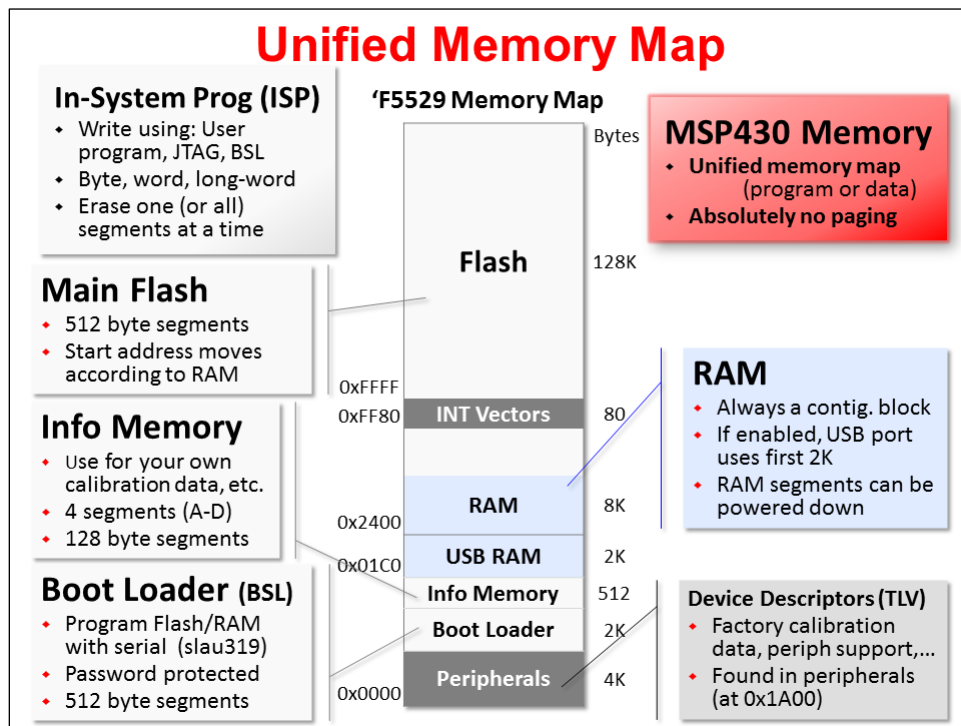 Unified Memory Map
In-System Prog (ISP)
Write using: User
program, JTAG, BSL
Byte, word, long-word
Erase one (or all)
segments at a time
Main Flash
512 byte segments
Start address moves
according to RAM
Info Memory
Use for your own
calibration data, etc.
4 segments (A-D)
128 byte segments
Boot Loader (BSL)
Program Flash/RAM
with serial (slau319)
Password protected
512 byte segments
'F5529 Memory Map
Bytes
Flash
128K
0xFFFF
0xFF80
INT Vectors
80
RAM
8K
0x2400
USB RAM
2K
0x01C0
Info Memory
512
Boot Loader
2K
Peripherals
4K
0x0000
MSP430 Memory
Unified memory map
(program or data)
Absolutely no paging
RAM
Always a contig. block
If enabled, USB port
uses first 2K
RAM segments can be
powered down
Device Descriptors (TLV)
Factory calibration
data, periph support,...
Found in peripherals
(at 0x1A00)